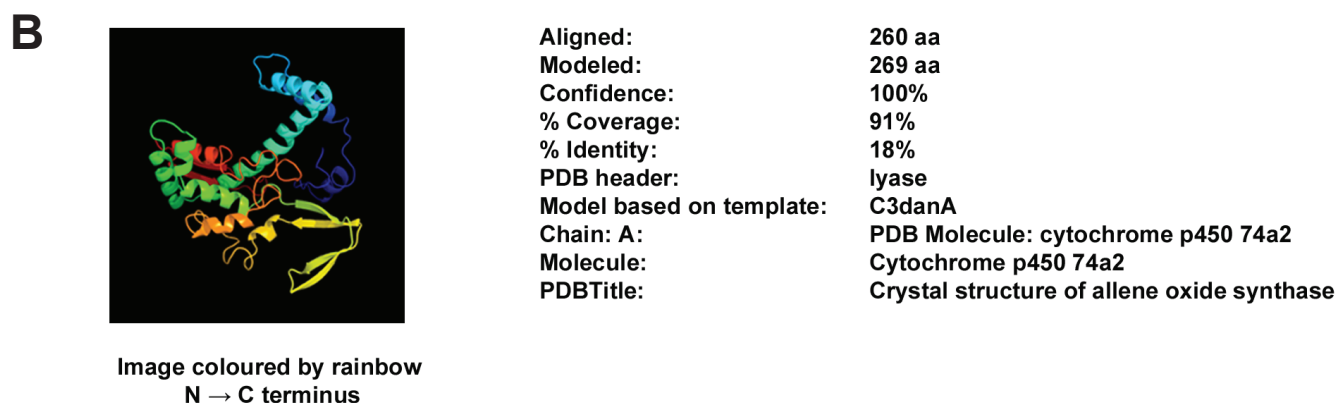 B
Aligned: 260 aa
Modeled: 269 aa
Confidence: 100%
% Coverage: 91%
% Identity: 18%
PDB header: lyase
Model based on template: C3danA
Chain: A: PDB Molecule: cytochrome p450 74a2
Molecule: Cytochrome p450 74a2
PDBTitle: Crystal structure of allene oxide synthase
Image coloured by rainbow
N → C terminus